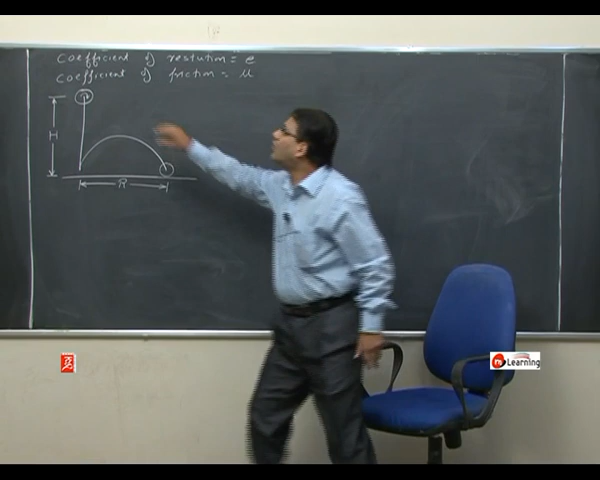 coefficient of restitution = e
coefficient of friction = μ
H
R
Learning